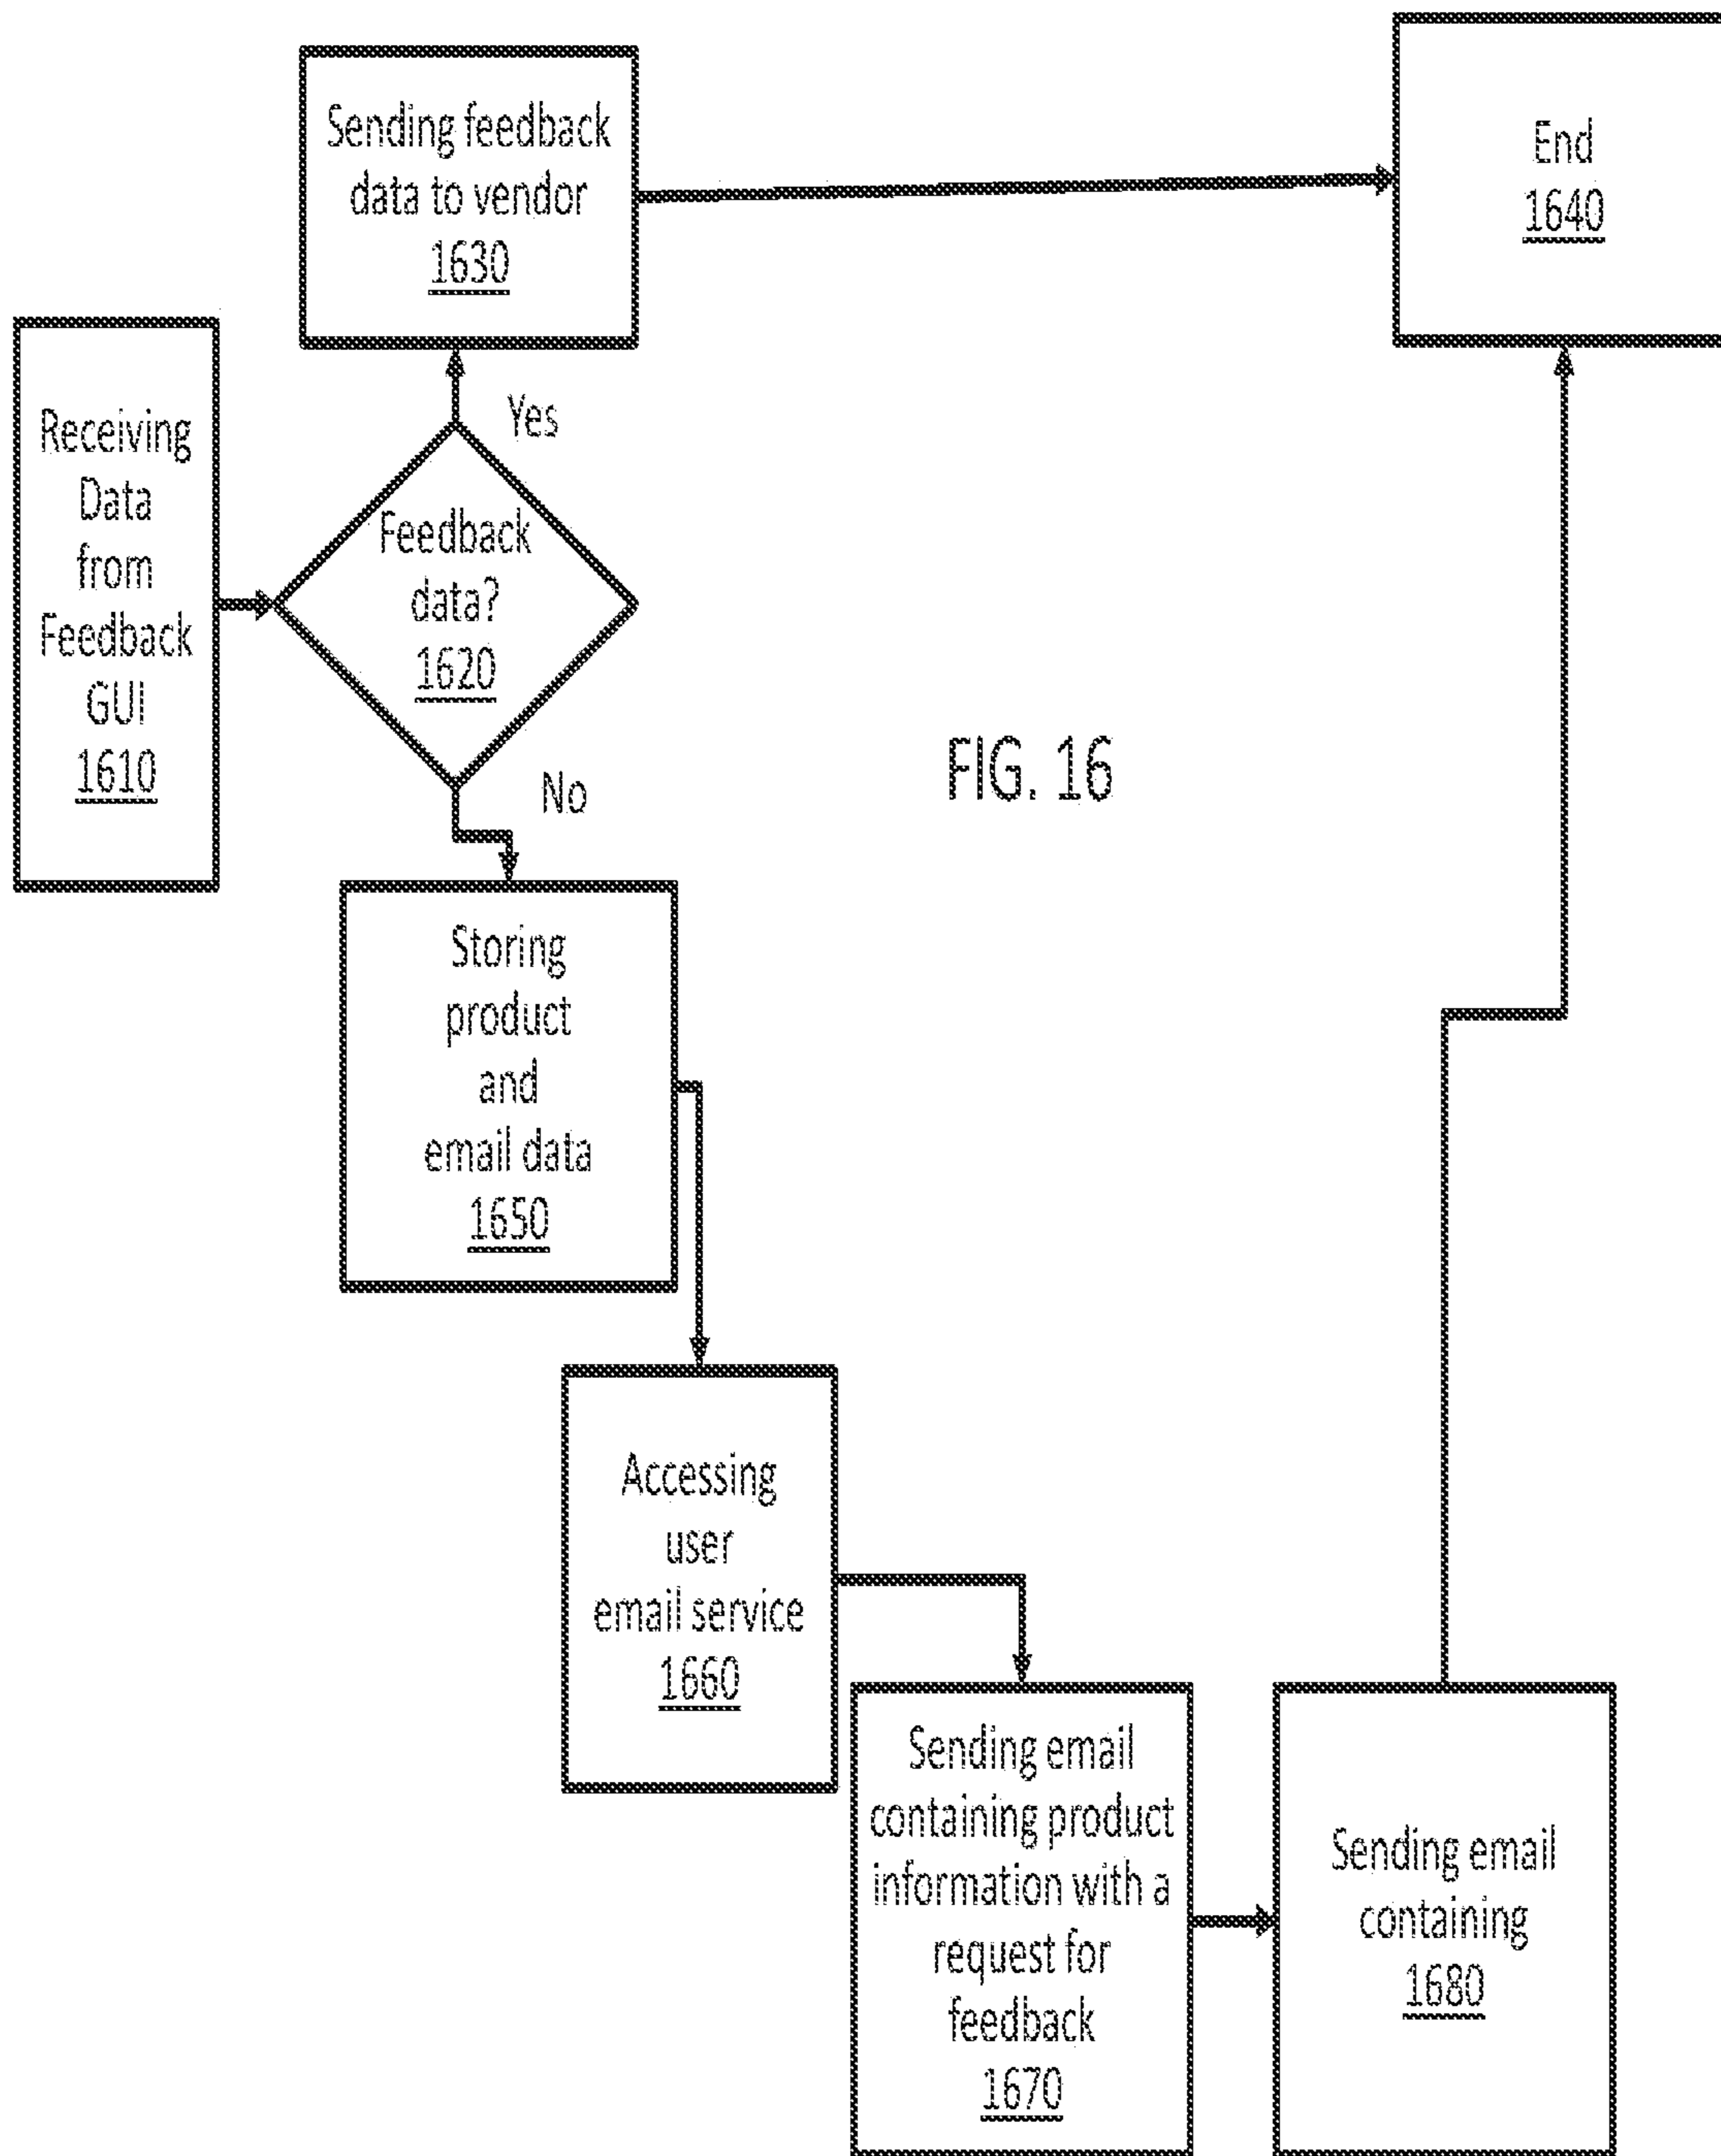 Sending feedback
data to vendor
1630
End
1640
Receiving
Data
from
Feedback
GUI
1610
Yes
Feedback
data?
1620
No
FIG. 16
Storing
product
and
email data
1650
Accessing
user
email service
1660
Sending email
containing product
information with a
request for
feedback
1670
Sending email
containing
1680